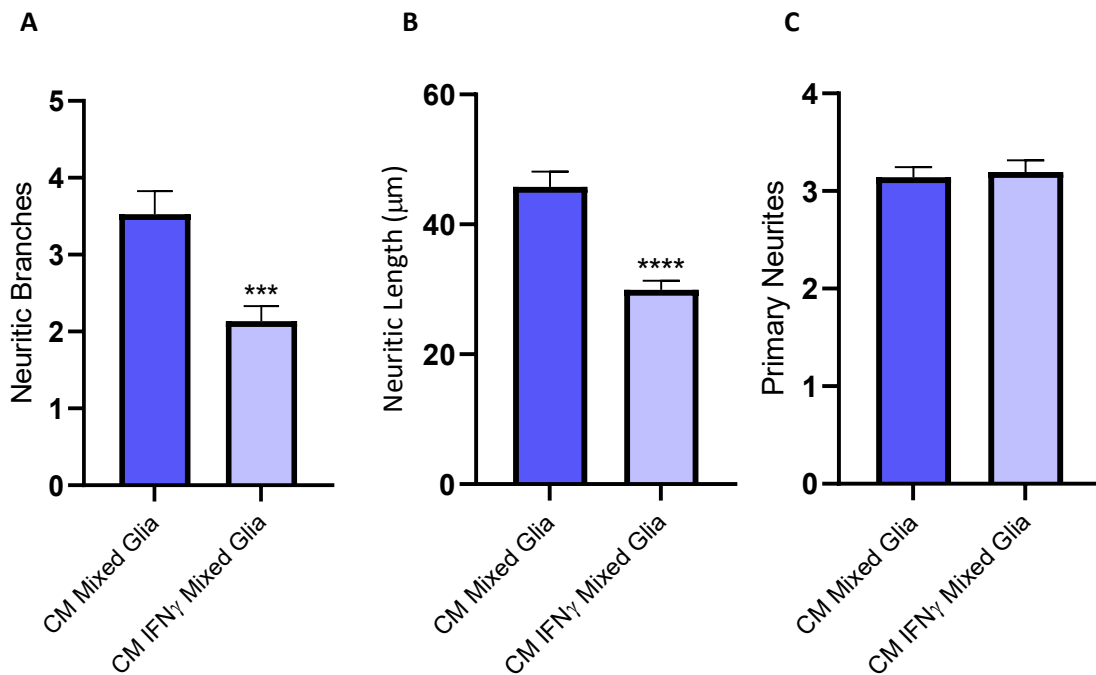 A
B
C
Neuritic Branches
5
4
3
2
1
0
***
CM Mixed Glia
CM IFNγ Mixed Glia
Neuritic Length (μm)
60
40
20
0
****
CM Mixed Glia
CM IFNγ Mixed Glia
Primary Neurites
4
3
2
1
0
CM Mixed Glia
CM IFNγ Mixed Glia